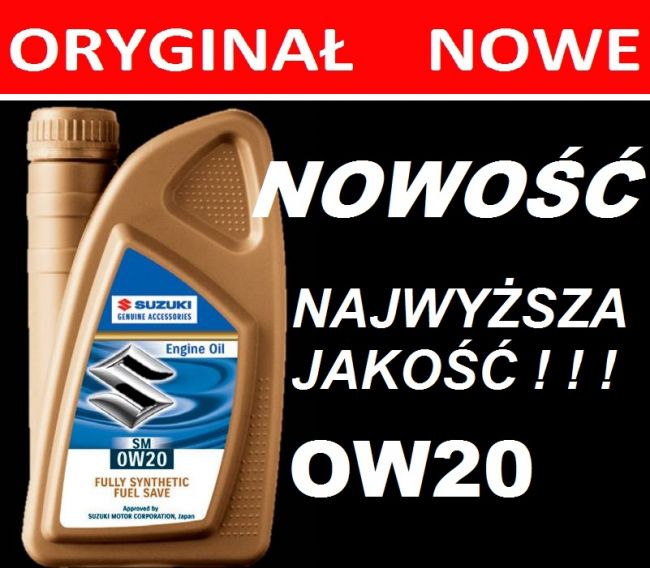 ORYGINAŁ NOWE
NOWOŚĆ
NAJWYŻSZA
JAKOŚĆ ! ! !
0W20
SUZUKI
GENUINE ACCESSORIES
Engine Oil
SM
0W20
FULLY SYNTHETIC
FUEL SAVE
Approved by
SUZUKI MOTOR CORPORATION, Japan